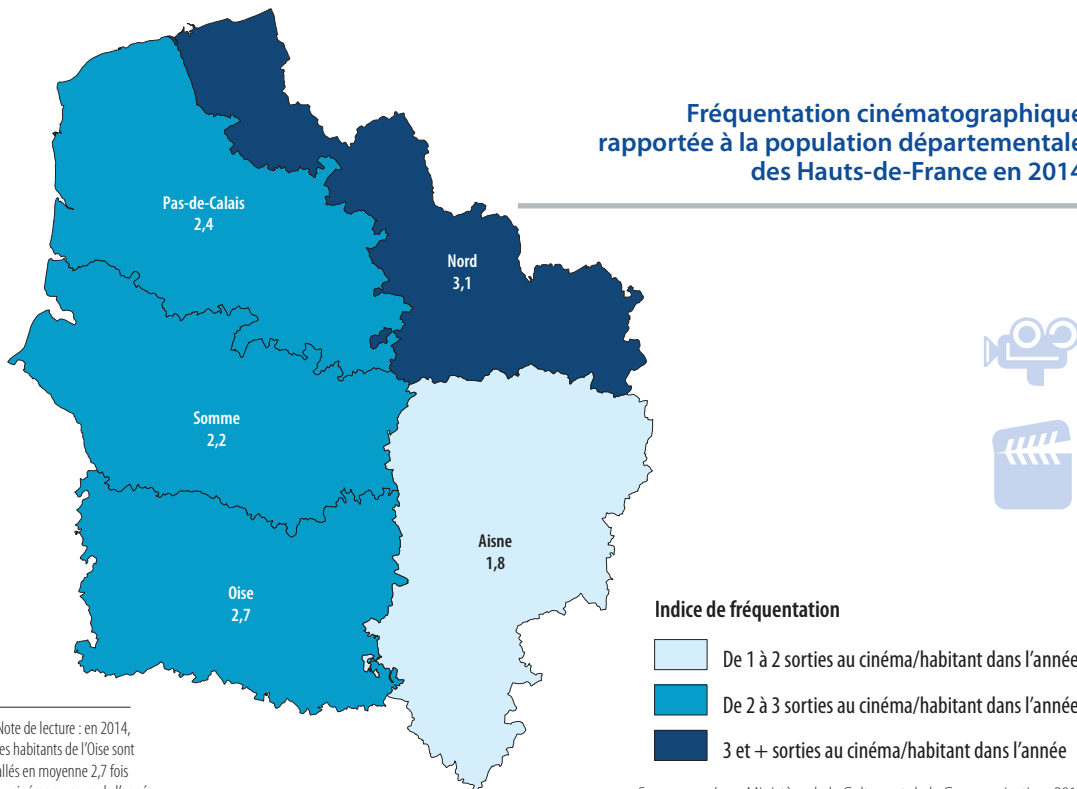 Fréquentation cinématographique
rapportée à la population départementale
des Hauts-de-France en 2014
Pas-de-Calais
2,4
Nord
3,1
Somme
2,2
Aisne
1,8
Oise
2,7
Indice de fréquentation
De 1 à 2 sorties au cinéma/habitant dans l'année
De 2 à 3 sorties au cinéma/habitant dans l'année
3 et + sorties au cinéma/habitant dans l'année
Note de lecture : en 2014,
es habitants de l'Oise sont
allés en moyenne 2,7 fois